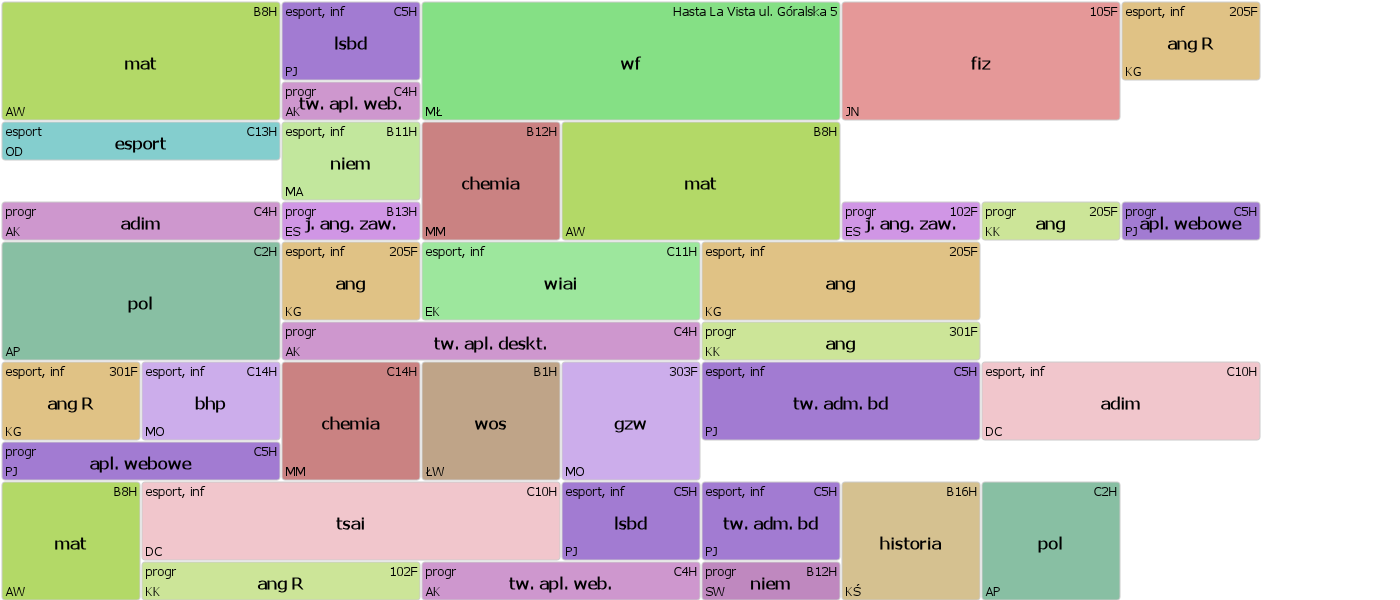 B8H
mat
AW
esport, inf C5H
lsbd
PJ
progr C4H
tw. apl. web.
AK
Hasta La Vista ul. Góralska 5
wf
MŁ
105F
fiz
JN
esport, inf 205F
ang R
KG
esport C13H
esport
OD
progr C4H
adim
AK
esport, inf B11H
niem
MA
progr B13H
j. ang. zaw.
ES
B12H
chemia
MM
B8H
mat
AW
progr 102F
j. ang. zaw.
ES
progr 205F
ang
KK
progr C5H
apl. webowe
PJ
C2H
pol
AP
esport, inf 205F
ang
KG
esport, inf C11H
wiai
EK
progr C4H
tw. apl. deskt.
AK
esport, inf 205F
ang
KG
progr 301F
ang
KK
esport, inf 301F
ang R
KG
esport, inf C14H
bhp
MO
progr C5H
apl. webowe
PJ
C14H
chemia
MM
B1H
wos
ŁW
303F
gzw
MO
esport, inf C5H
tw. adm. bd
PJ
esport, inf C10H
adim
DC
B8H
mat
AW
esport, inf C10H
tsai
DC
progr 102F
ang R
KK
esport, inf C5H
lsbd
PJ
progr C4H
tw. apl. web.
AK
esport, inf C5H
tw. adm. bd
PJ
progr B12H
niem
SW
B16H
historia
KŚ
C2H
pol
AP